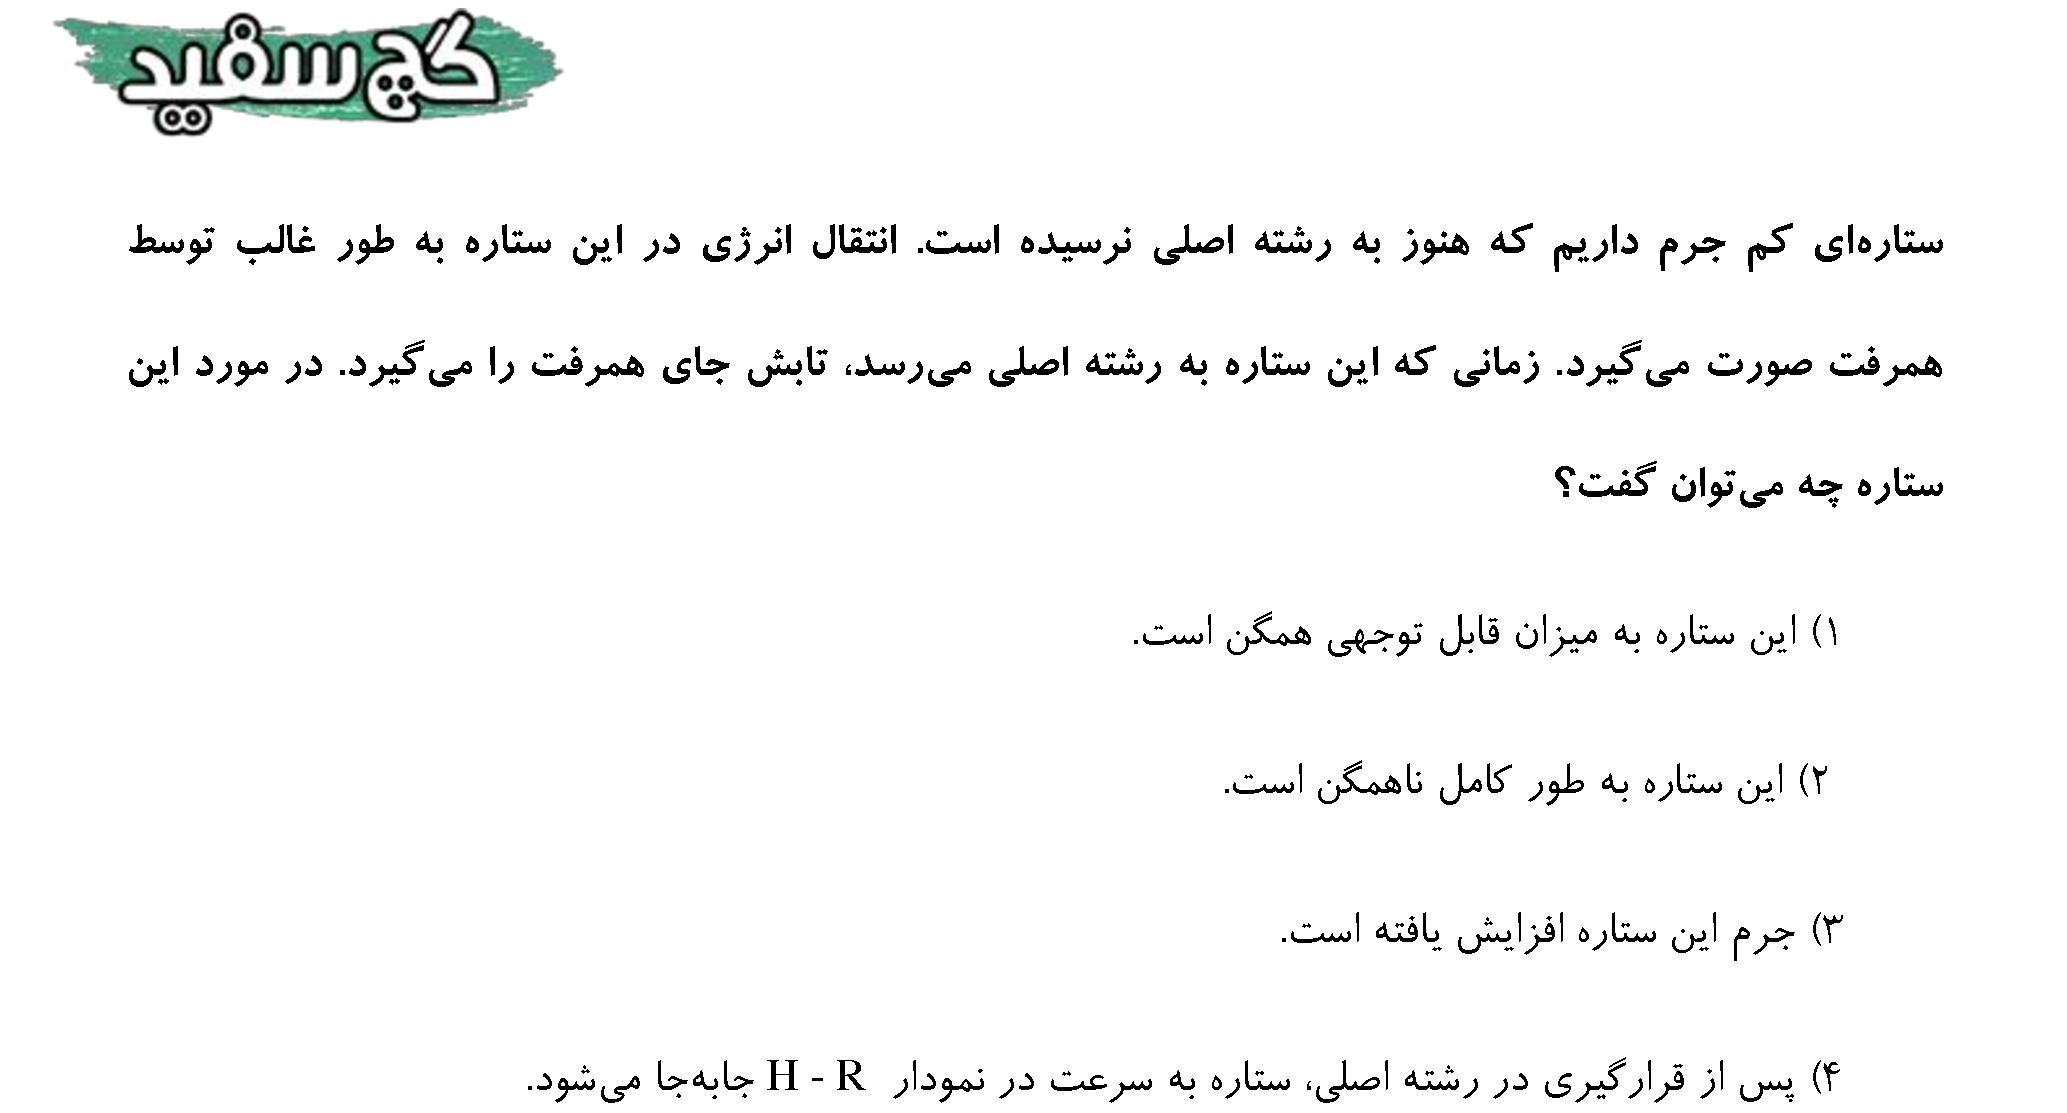 گچ سفید
ستاره‌ای کم جرم داریم که هنوز به رشته اصلی نرسیده است. انتقال انرژی در این ستاره به طور غالب توسط
همرفت صورت می‌گیرد. زمانی که این ستاره به رشته اصلی می‌رسد، تابش جای همرفت را می‌گیرد. در مورد این
ستاره چه می‌توان گفت؟
۱) این ستاره به میزان قابل توجهی همگن است.
۲) این ستاره به طور کامل ناهمگن است.
۳) جرم این ستاره افزایش یافته است.
۴) پس از قرارگیری در رشته اصلی، ستاره به سرعت در نمودار H - R جابه‌جا می‌شود.